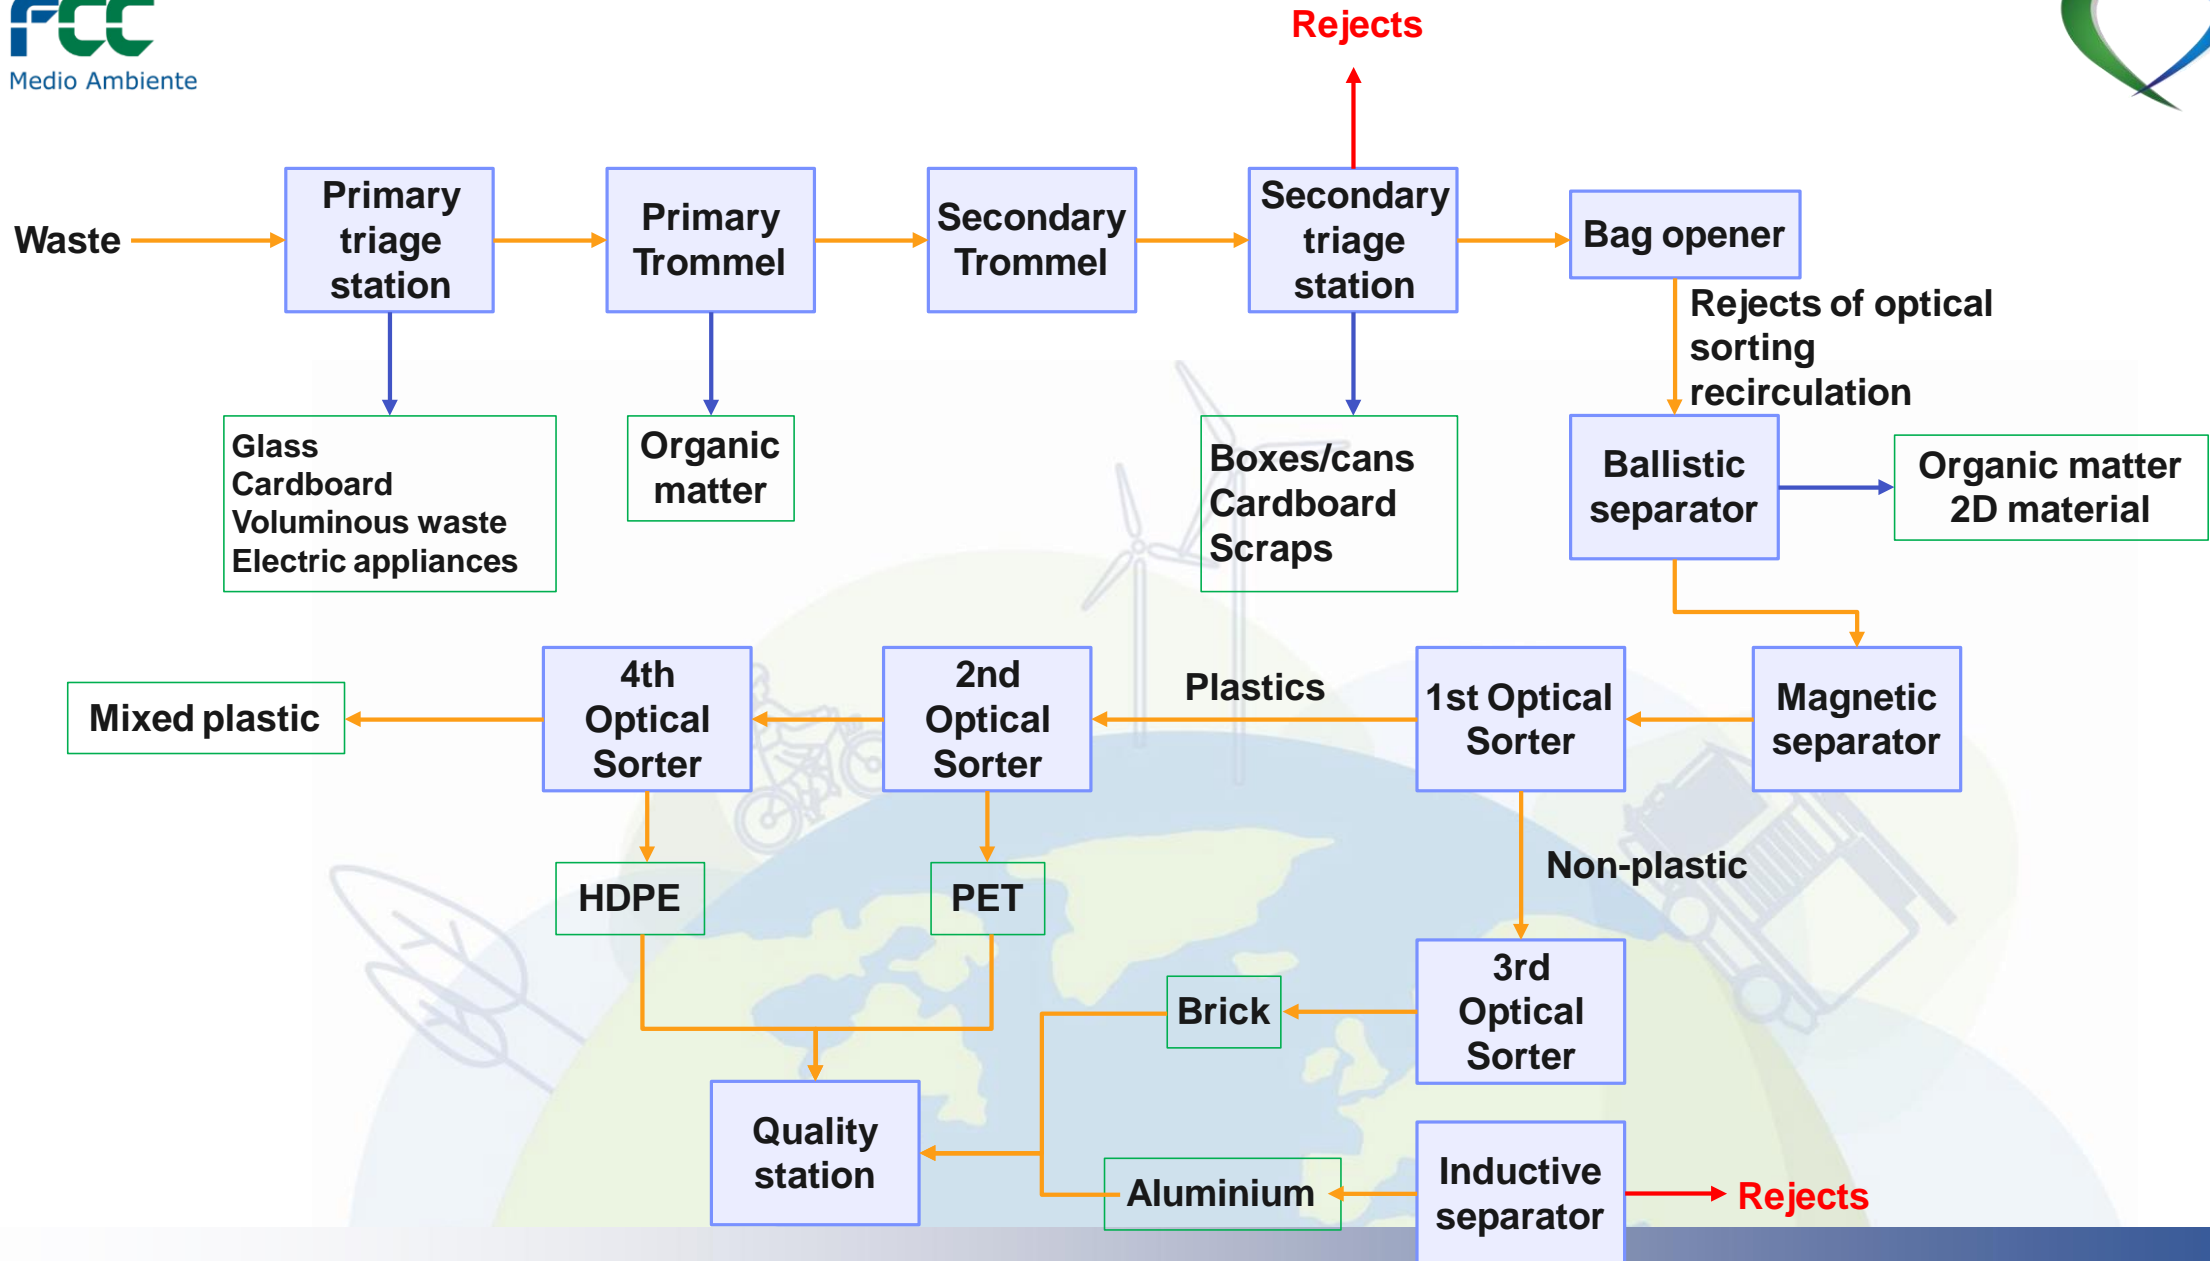 FCC
Medio Ambiente
Rejects
Waste
Primary
triage
station
Primary
Trommel
Secondary
Trommel
Secondary
triage
station
Bag opener
Rejects of optical
sorting
recirculation
Glass
Cardboard
Voluminous waste
Electric appliances
Organic
matter
Boxes/cans
Cardboard
Scraps
Ballistic
separator
Organic matter
2D material
Mixed plastic
4th
Optical
Sorter
2nd
Optical
Sorter
Plastics
1st Optical
Sorter
Magnetic
separator
HDPE
PET
Non-plastic
Brick
3rd
Optical
Sorter
Quality
station
Aluminium
Inductive
separator
Rejects